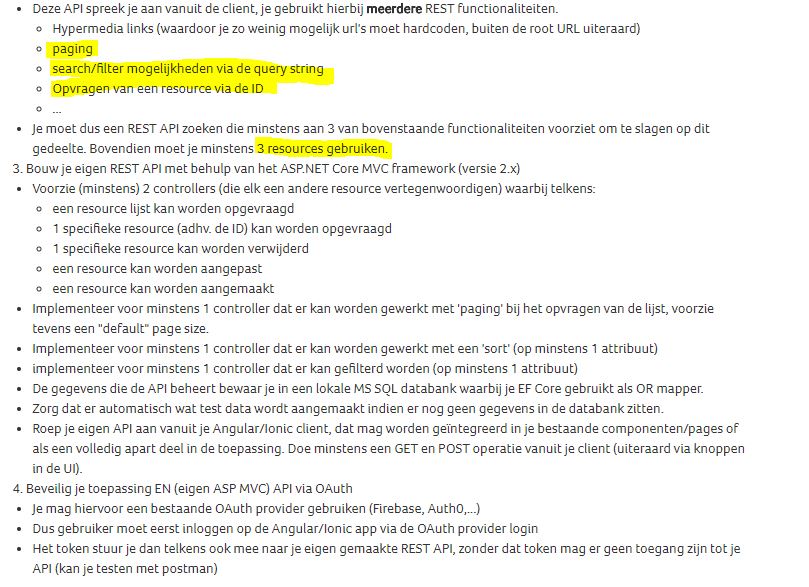 Deze API spreek je aan vanuit de client, je gebruikt hierbij meerdere REST functionaliteiten.
Hypermedia links (waardoor je zo weinig mogelijk url's moet hardcoden, buiten de root URL uiteraard)
paging
search/filter mogelijkheden via de query string
Opvragen van een resource via de ID
...
Je moet dus een REST API zoeken die minstens aan 3 van bovenstaande functionaliteiten voorziet om te slagen op dit
gedeelte. Bovendien moet je minstens 3 resources gebruiken.
3. Bouw je eigen REST API met behulp van het ASP.NET Core MVC framework (versie 2.x)
Voorzie (minstens) 2 controllers (die elk een andere resource vertegenwoordigen) waarbij telkens:
een resource lijst kan worden opgevraagd
1 specifieke resource (adhv. de ID) kan worden opgevraagd
1 specifieke resource kan worden verwijderd
een resource kan worden aangepast
een resource kan worden aangemaakt
Implementeer voor minstens 1 controller dat er kan worden gewerkt met 'paging' bij het opvragen van de lijst, voorzie
tevens een "default" page size.
Implementeer voor minstens 1 controller dat er kan worden gewerkt met een 'sort' (op minstens 1 attribuut)
implementeer voor minstens 1 controller dat er kan gefilterd worden (op minstens 1 attribuut)
De gegevens die de API beheert bewaar je in een lokale MS SQL databank waarbij je EF Core gebruikt als OR mapper.
Zorg dat er automatisch wat test data wordt aangemaakt indien er nog geen gegevens in de databank zitten.
Roep je eigen API aan vanuit je Angular/Ionic client, dat mag worden geïntegreerd in je bestaande componenten/pages of
als een volledig apart deel in de toepassing. Doe minstens een GET en POST operatie vanuit je client (uiteraard via knoppen
in de UI).
4. Beveilig je toepassing EN (eigen ASP MVC) API via OAuth
Je mag hiervoor een bestaande OAuth provider gebruiken (Firebase, Auth0,...)
Dus gebruiker moet eerst inloggen op de Angular/Ionic app via de OAuth provider login
Het token stuur je dan telkens ook mee naar je eigen gemaakte REST API, zonder dat token mag er geen toegang zijn tot je
API (kan je testen met postman)